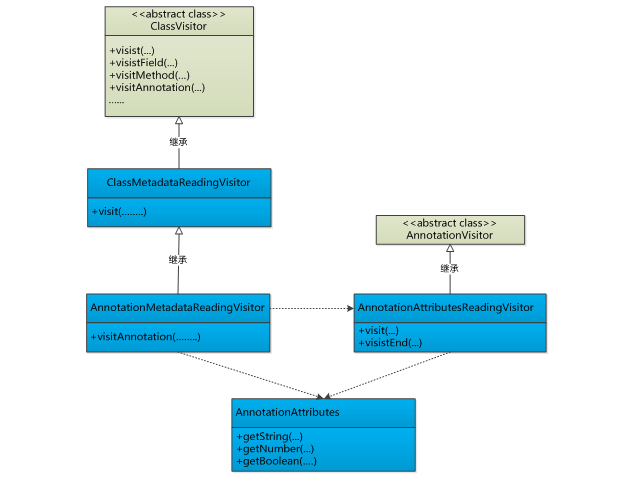 <<abstract class>>
ClassVisitor
+visist(...)
+visistField(...)
+visitMethod(...)
+visitAnnotation(...)
......
继承
ClassMetadataReadingVisitor
+visit(........)
继承
<<abstract class>>
AnnotationVisitor
继承
AnnotationMetadataReadingVisitor
+visitAnnotation(........)
AnnotationAttributesReadingVisitor
+visit(...)
+visistEnd(...)
AnnotationAttributes
+getString(...)
+getNumber(...)
+getBoolean(....)